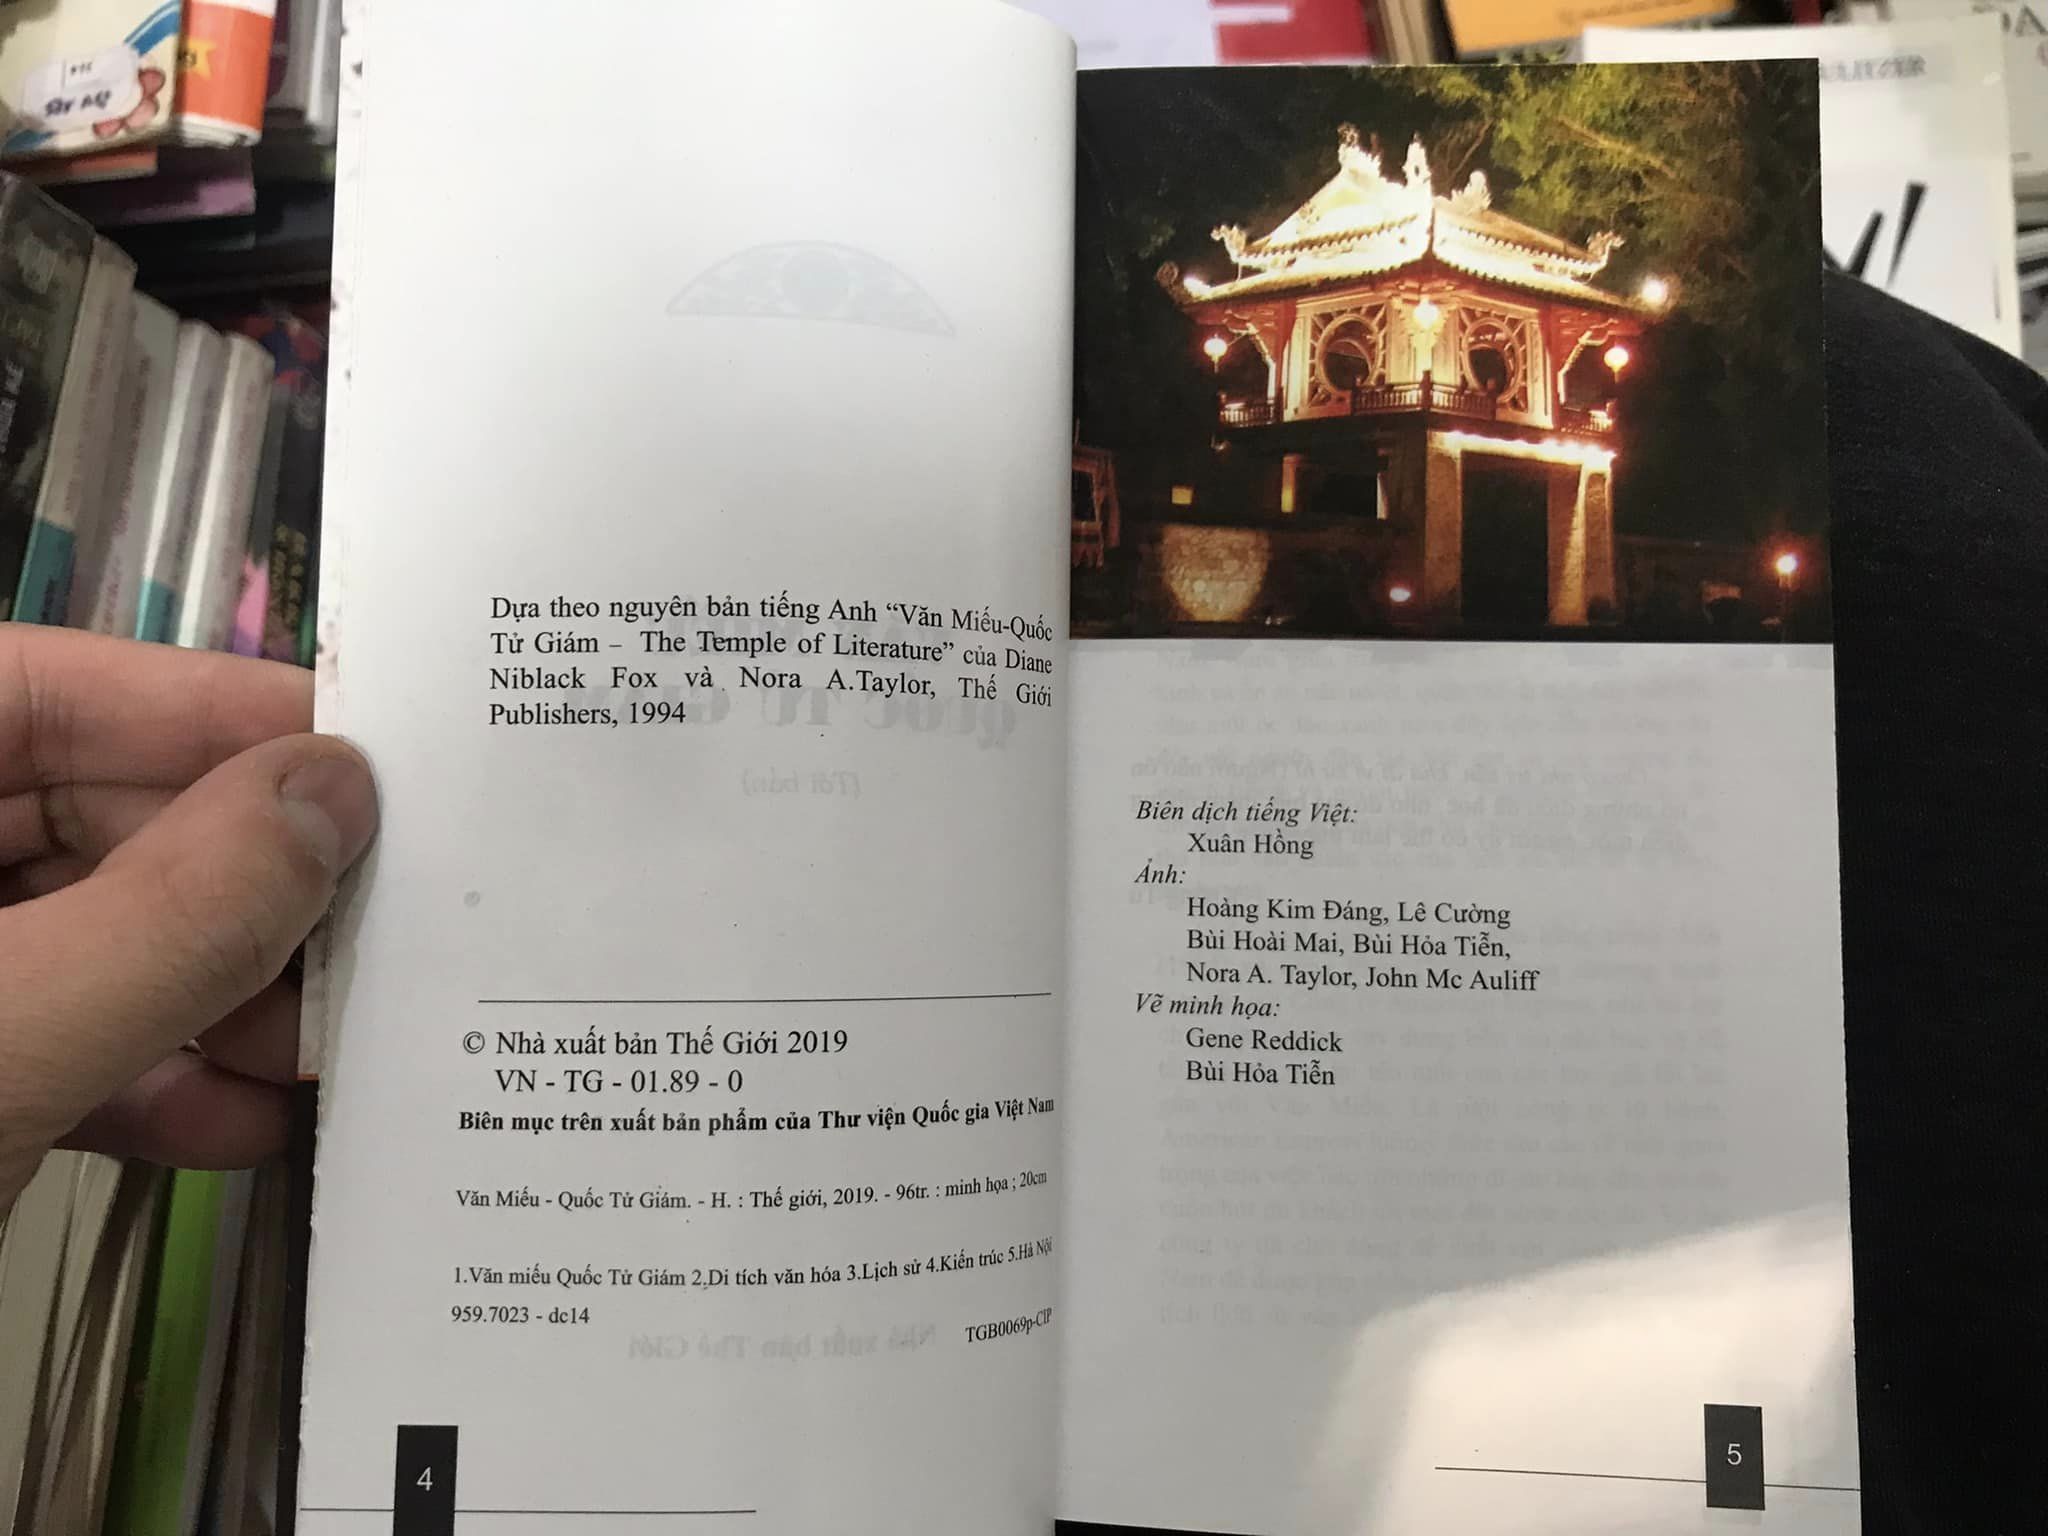 Dựa theo nguyên bản tiếng Anh “Văn Miếu-Quốc
Tử Giám – The Temple of Literature” của Diane
Niblack Fox và Nora A.Taylor, Thế Giới
Publishers, 1994
© Nhà xuất bản Thế Giới 2019
VN - TG - 01.89 - 0
Biên mục trên xuất bản phẩm của Thư viện Quốc gia Việt Nam
Văn Miếu - Quốc Tử Giám. - H. : Thế giới, 2019. - 96tr. : minh họa ; 20cm
1.Văn miếu Quốc Tử Giám 2.Di tích văn hóa 3.Lịch sử 4.Kiến trúc 5.Hà Nội
959.7023 - dc14
TGB0069p-CIP
4
Biên dịch tiếng Việt:
Xuân Hồng
Ảnh:
Hoàng Kim Đáng, Lê Cường
Bùi Hoài Mai, Bùi Hỏa Tiễn,
Nora A. Taylor, John Mc Auliff
Vẽ minh họa:
Gene Reddick
Bùi Hỏa Tiễn
5